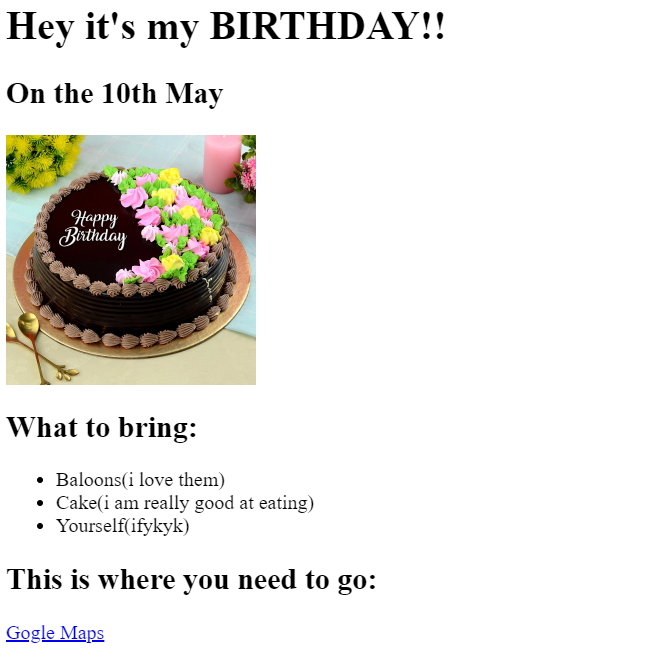 Hey it's my BIRTHDAY!!
On the 10th May
Happy
Birthday
What to bring:
Baloons(i love them)
Cake(i am really good at eating)
Yourself(ifykyk)
This is where you need to go:
Gogle Maps